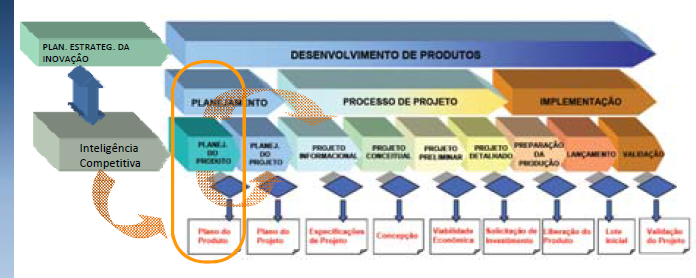 PLAN. ESTRATEG. DA
INOVAÇÃO
DESENVOLVIMENTO DE PRODUTOS
PLANEJAMENTO
PROCESSO DE PROJETO
IMPLEMENTAÇÃO
Inteligência
Competitiva
PLANEJ.
DO
PRODUTO
PLANEJ.
DO
PROJETO
PROJETO
INFORMACIONAL
PROJETO
CONCEITUAL
PROJETO
PRELIMINAR
PROJETO
DETALHADO
PREPARAÇÃO
DA
PRODUÇÃO
LANÇAMENTO
VALIDAÇÃO
Plano do
Produto
Plano do
Projeto
Especificações
de Projeto
Concepção
Viabilidade
Econômica
Solicitação de
Investimento
Liberação do
Produto
Lote
Inicial
Validação
do Projeto